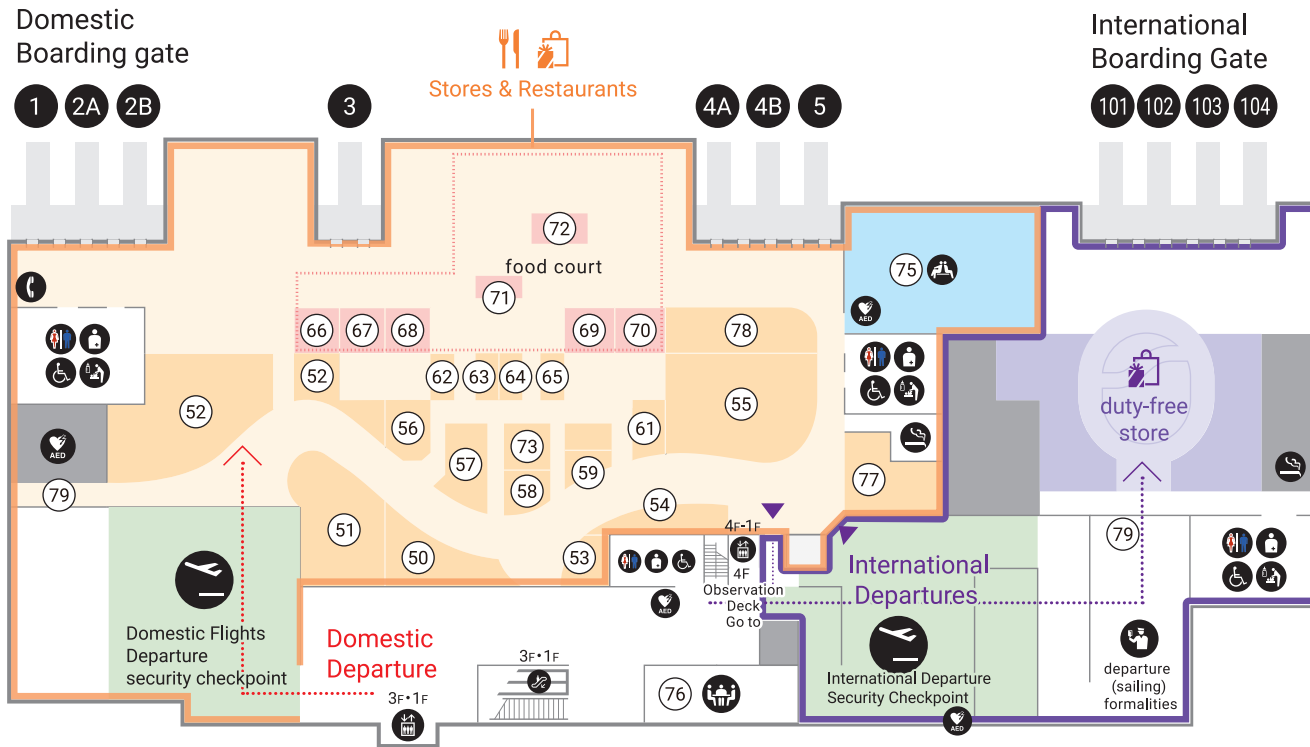 Domestic
Boarding gate
International
Boarding Gate
Stores & Restaurants
1
2A
2B
3
4A
4B
5
101
102
103
104
72
food court
75
71
AED
66
67
68
69
70
78
52
62
63
64
65
duty-free
store
52
56
55
61
57
73
59
AED
58
77
79
54
51
50
53
4F-1F
4F
Observation
Deck
Go to
AED
International
Departures
79
Domestic Flights
Departure
security checkpoint
Domestic
Departure
3F•1F
3F•1F
76
International Departure
Security Checkpoint
AED
departure
(sailing)
formalities